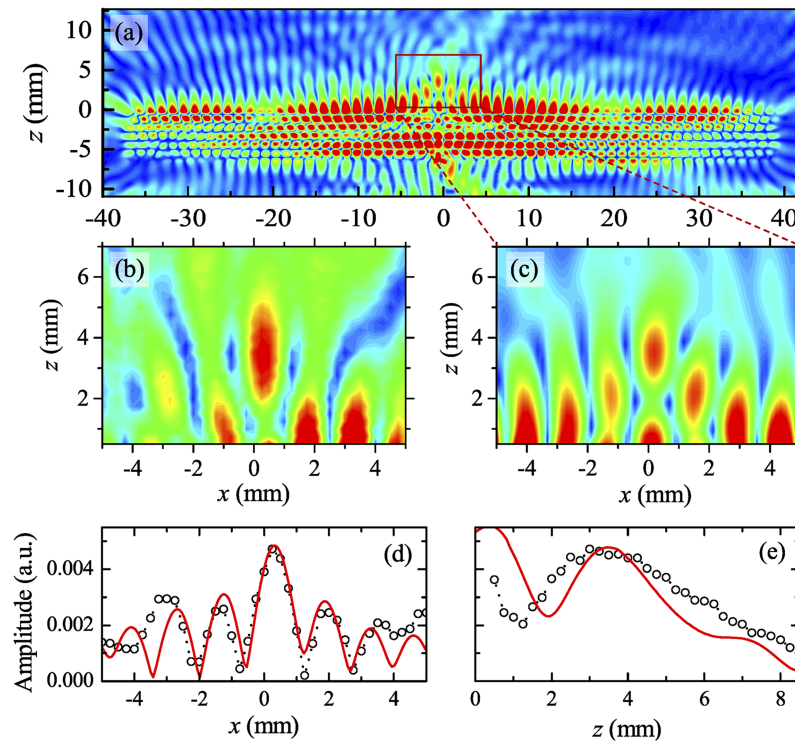 (a)
z (mm)
10
5
0
-5
-10
-40 -30 -20 -10 0 10 20 30 40
(b)
z (mm)
6
4
2
-4 -2 0 2 4
x (mm)
(c)
z (mm)
6
4
2
-4 -2 0 2 4
x (mm)
(d)
Amplitude (a.u.)
0.004
0.002
0.000
-4 -2 0 2 4
x (mm)
(e)
0 2 4 6 8
z (mm)